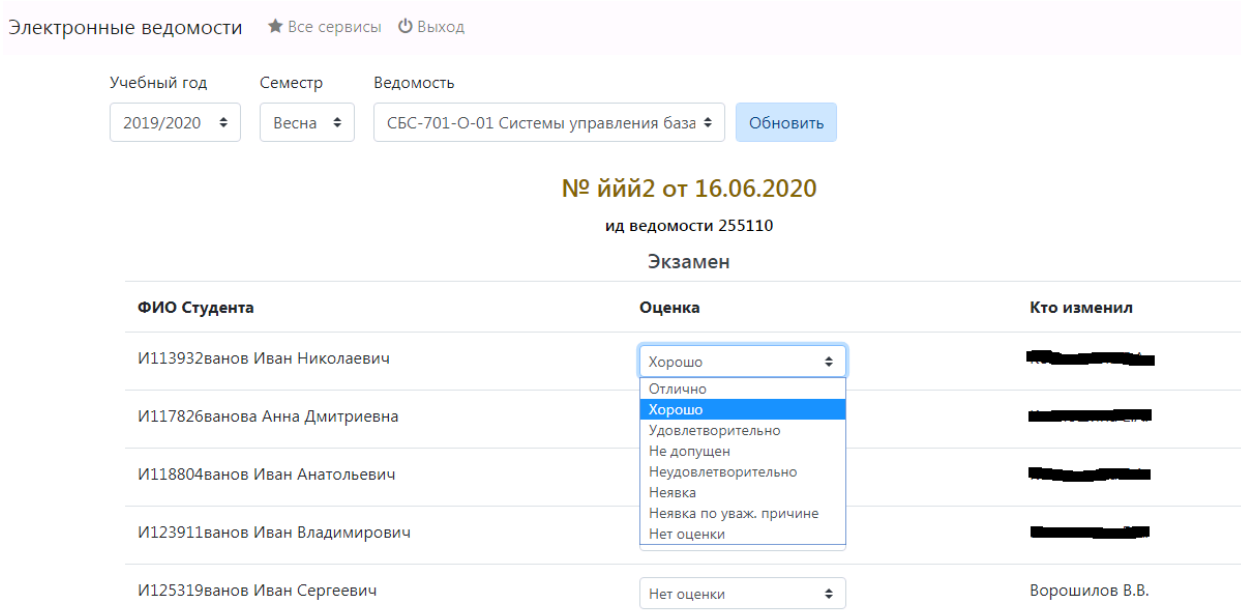 Электронные ведомости Все сервисы Выход
Учебный год Семестр Ведомость
2019/2020 Весна СБС-701-О-01 Системы управления база Обновить
№ ййй2 от 16.06.2020
ид ведомости 255110
Экзамен
ФИО Студента Оценка Кто изменил
И113932ванов Иван Николаевич Хорошо
Отлично
Хорошо
И117826ванова Анна Дмитриевна
Удовлетворительно
Не допущен
И118804ванов Иван Анатольевич Неудовлетворительно
Неявка
Неявка по уваж. причине
И123911ванов Иван Владимирович Нет оценки
И125319ванов Иван Сергеевич Нет оценки Ворошилов В.В.